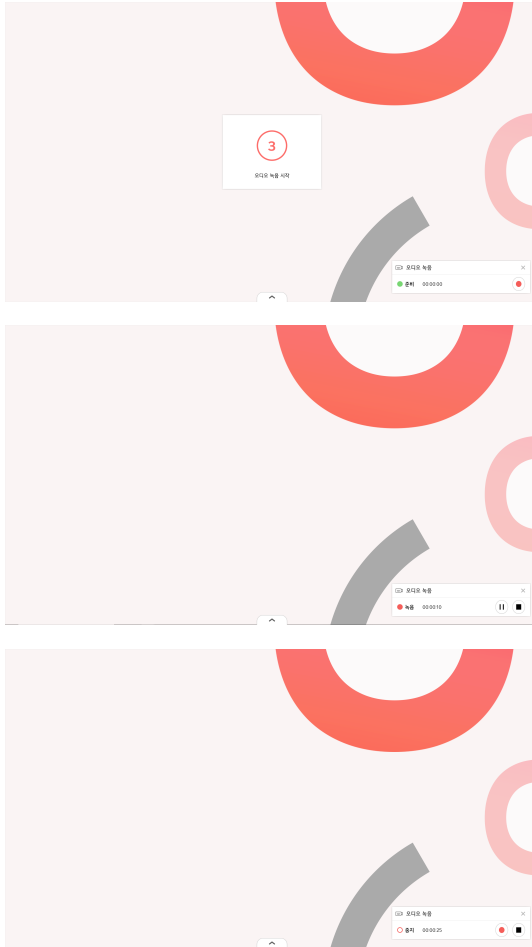 3
오디오 녹음 시작
오디오 녹음
준비 00:00:00
오디오 녹음
녹음 00:00:10
오디오 녹음
중지 00:00:25